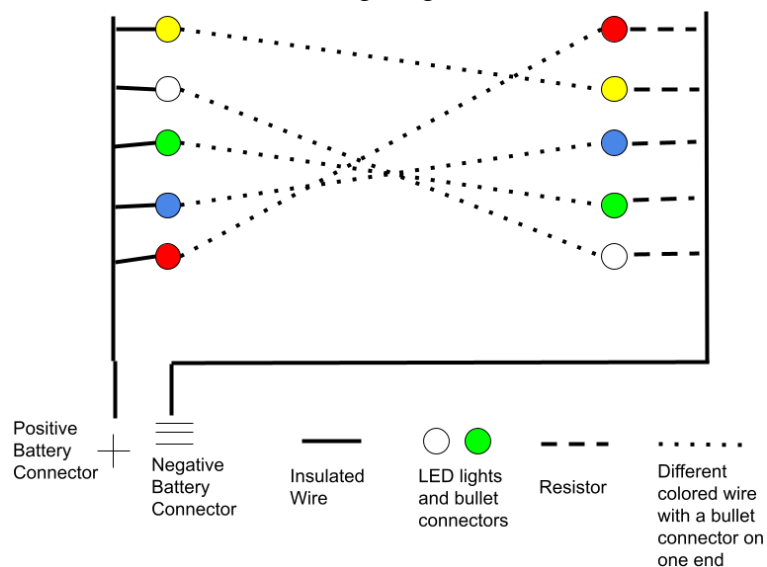 Positive
Battery
Connector
Negative
Battery
Connector
Insulated
Wire
LED lights
and bullet
connectors
Resistor
Different
colored wire
with a bullet
connector on
one end